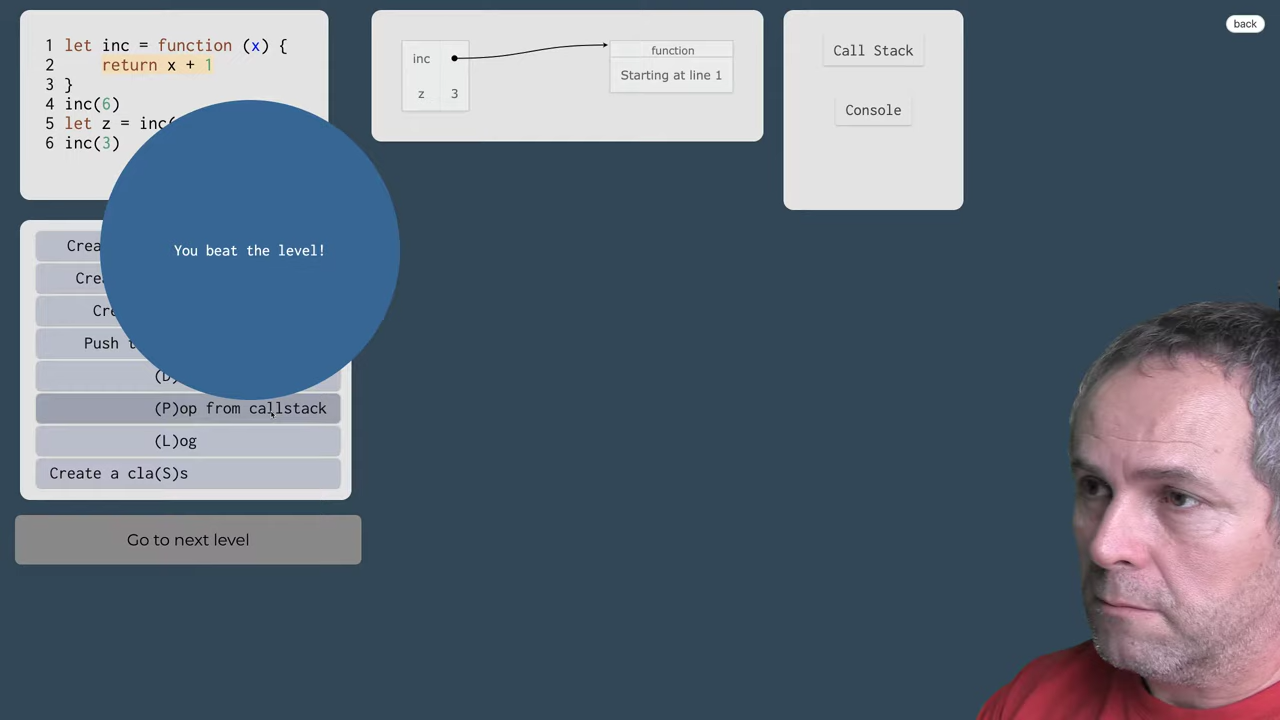 1 let inc = function (x) {
2 return x + 1
3 }
4 inc(6)
5 let z = inc(
6 inc(3)
inc
z 3
function
Starting at line 1
Call Stack
Console
back
You beat the level!
Push
(P)op from callstack
(L)og
Create a cla(S)s
Go to next level